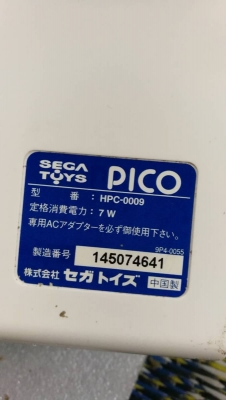 SEGA TOYS PICO
型 番：HPC-0009
定格消費電力：7W
専用ACアダプターを必ず御使用下さい。
9P4-0055
製造番号 145074641
株式会社 セガトイズ 中国製